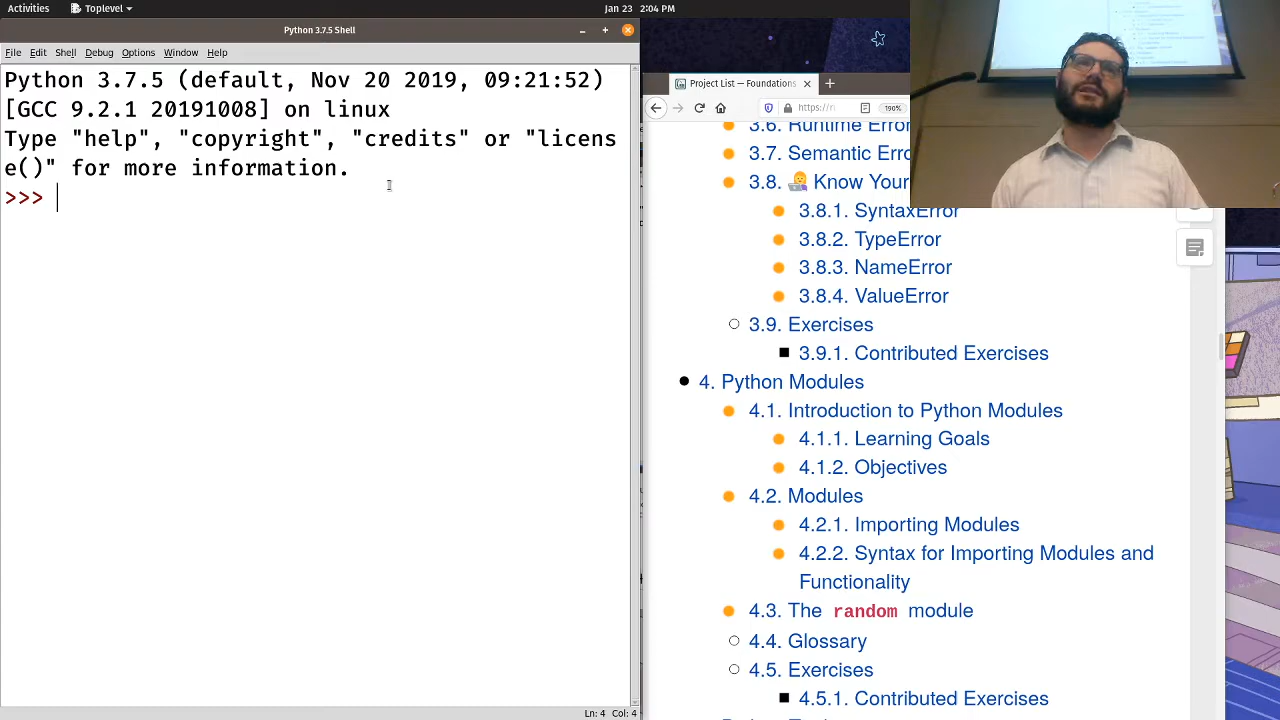 Activities
Toplevel
Jan 23 2:04 PM
Python 3.7.5 Shell
File Edit Shell Debug Options Window Help
Python 3.7.5 (default, Nov 20 2019, 09:21:52)
[GCC 9.2.1 20191008] on linux
Type "help", "copyright", "credits" or "licens
e()" for more information.
>>>
Ln: 4 Col: 4
Project List — Foundations
https://ri
190%
3.6. Runtime Error
3.7. Semantic Erro
3.8. Know Your
3.8.1. SyntaxError
3.8.2. TypeError
3.8.3. NameError
3.8.4. ValueError
3.9. Exercises
3.9.1. Contributed Exercises
4. Python Modules
4.1. Introduction to Python Modules
4.1.1. Learning Goals
4.1.2. Objectives
4.2. Modules
4.2.1. Importing Modules
4.2.2. Syntax for Importing Modules and
Functionality
4.3. The random module
4.4. Glossary
4.5. Exercises
4.5.1. Contributed Exercises